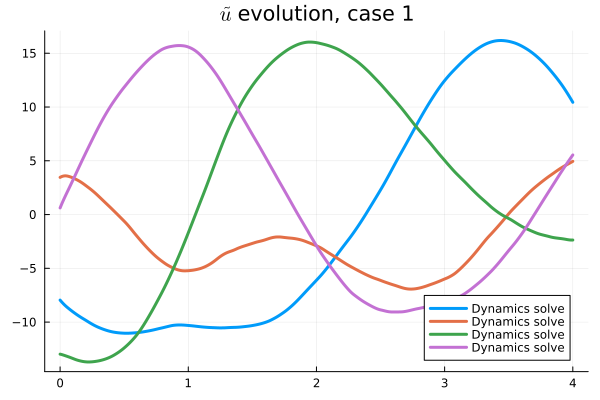 ũ evolution, case 1
15
10
5
0
−5
−10
0
1
2
3
4
Dynamics solve
Dynamics solve
Dynamics solve
Dynamics solve